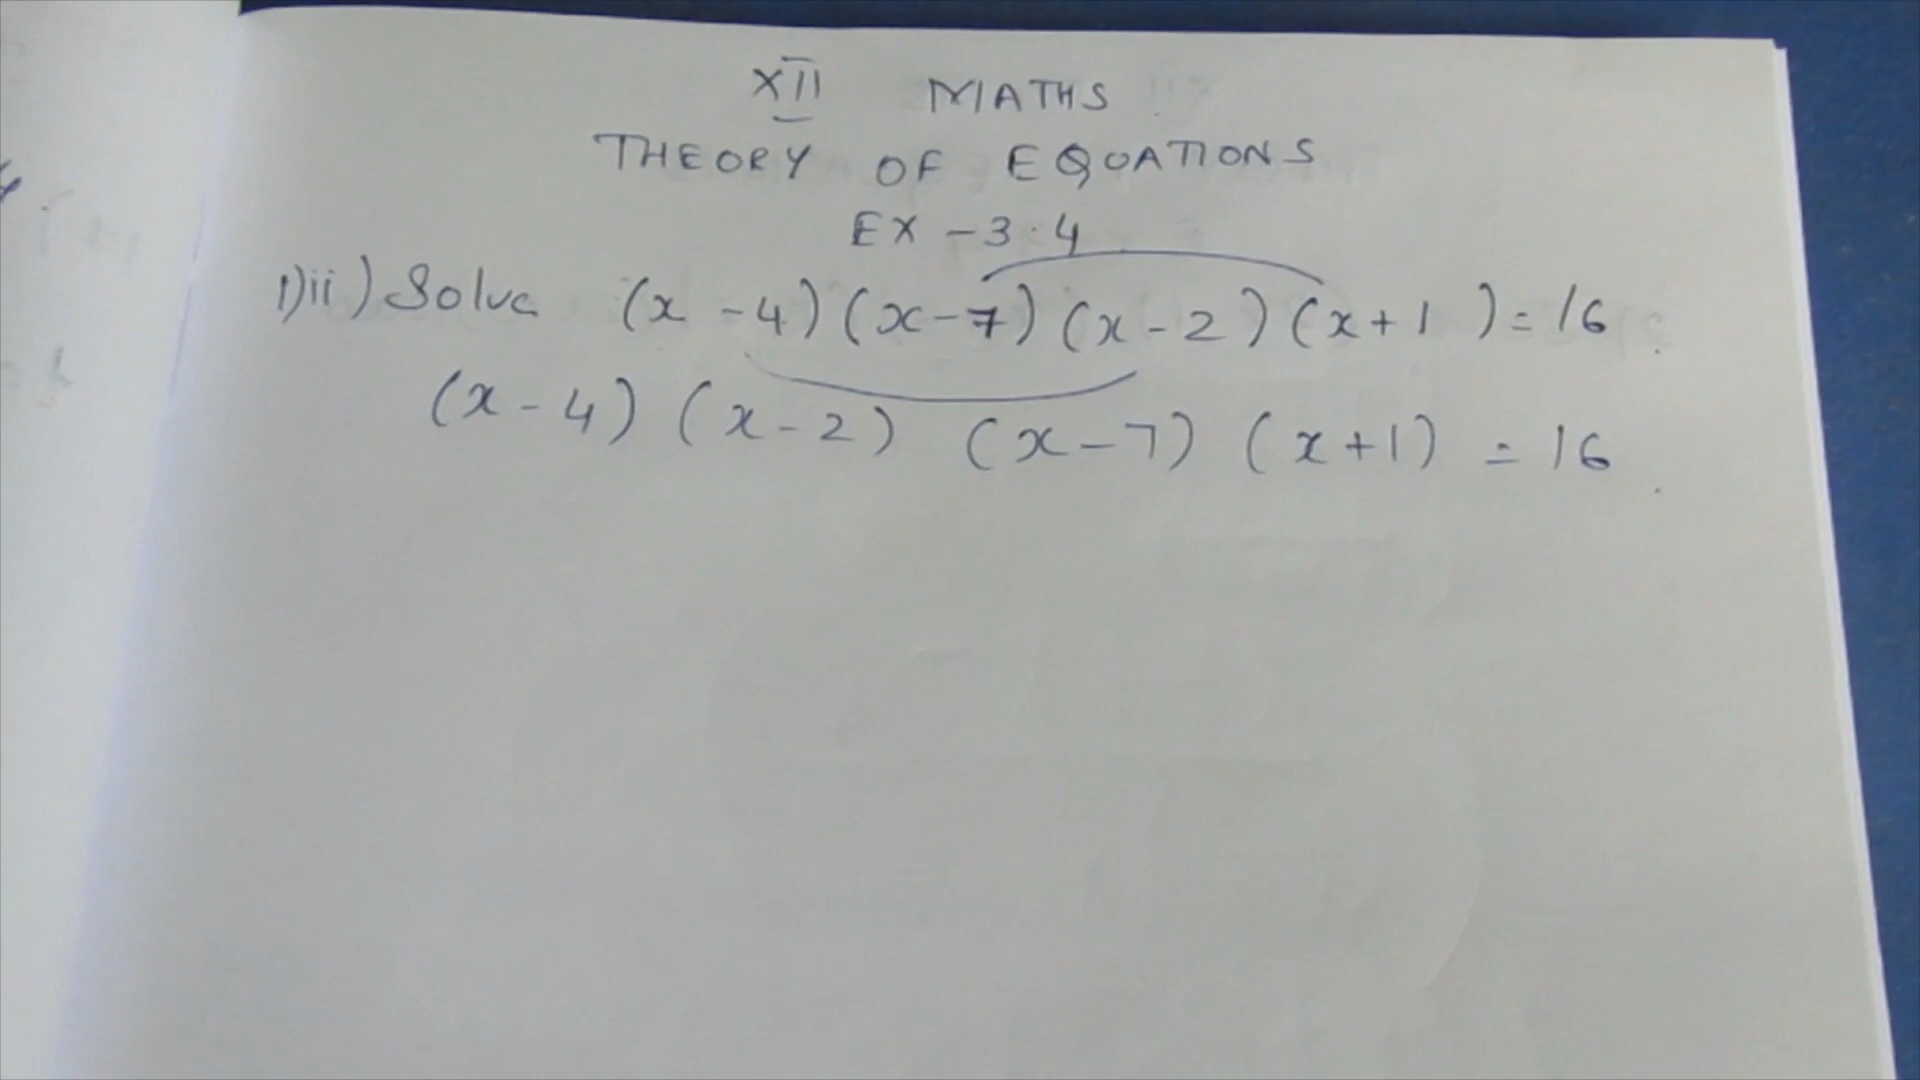 XII MATHS
THEORY OF EQUATIONS
EX - 3.4
1)ii) Solve (x - 4) (x - 7) (x - 2) (x + 1) = 16
(x - 4) (x - 2) (x - 7) (x + 1) = 16